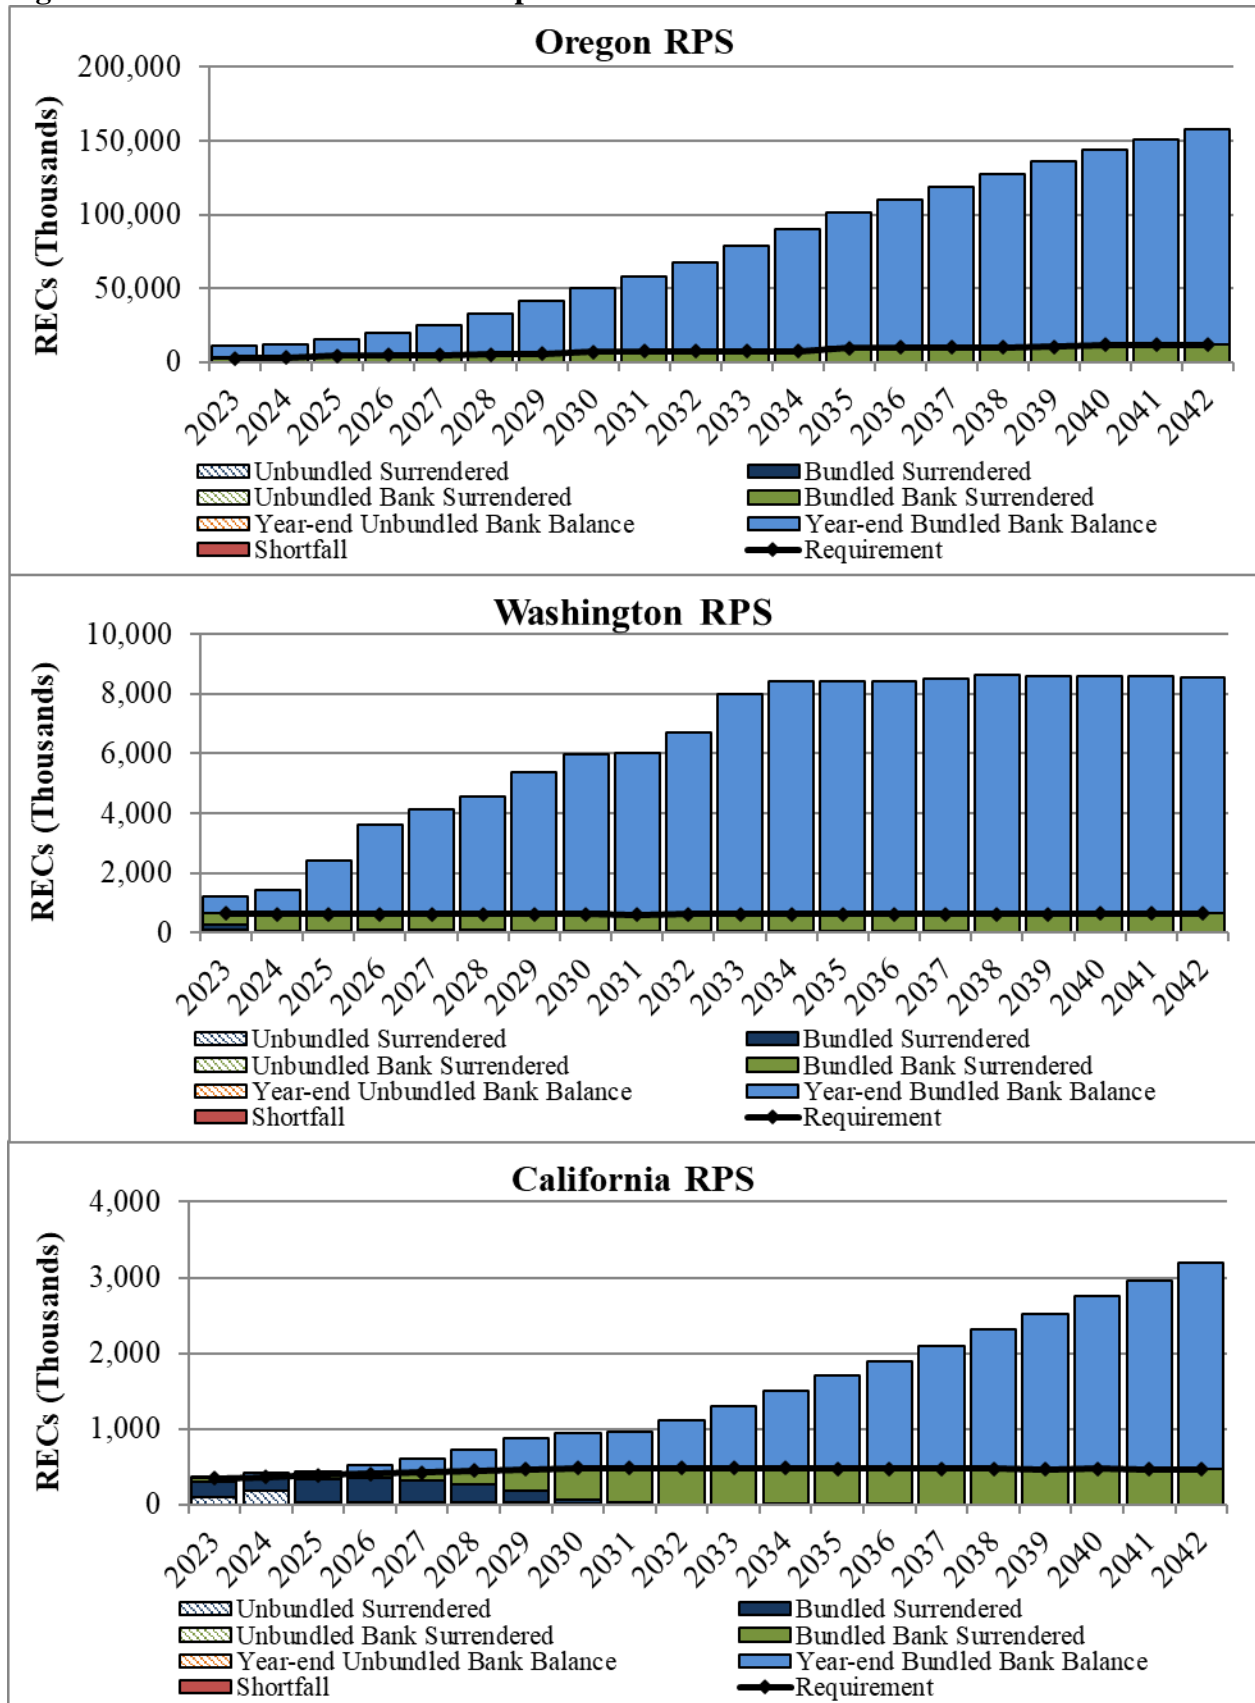 Oregon RPS
200,000
150,000
100,000
50,000
0
RECs (Thousands)
2023 2024 2025 2026 2027 2028 2029 2030 2031 2032 2033 2034 2035 2036 2037 2038 2039 2040 2041 2042
Unbundled Surrendered Bundled Surrendered
Unbundled Bank Surrendered Bundled Bank Surrendered
Year-end Unbundled Bank Balance Year-end Bundled Bank Balance
Shortfall Requirement
Washington RPS
10,000
8,000
6,000
4,000
2,000
0
RECs (Thousands)
2023 2024 2025 2026 2027 2028 2029 2030 2031 2032 2033 2034 2035 2036 2037 2038 2039 2040 2041 2042
Unbundled Surrendered Bundled Surrendered
Unbundled Bank Surrendered Bundled Bank Surrendered
Year-end Unbundled Bank Balance Year-end Bundled Bank Balance
Shortfall Requirement
California RPS
4,000
3,000
2,000
1,000
0
RECs (Thousands)
2023 2024 2025 2026 2027 2028 2029 2030 2031 2032 2033 2034 2035 2036 2037 2038 2039 2040 2041 2042
Unbundled Surrendered Bundled Surrendered
Unbundled Bank Surrendered Bundled Bank Surrendered
Year-end Unbundled Bank Balance Year-end Bundled Bank Balance
Shortfall Requirement